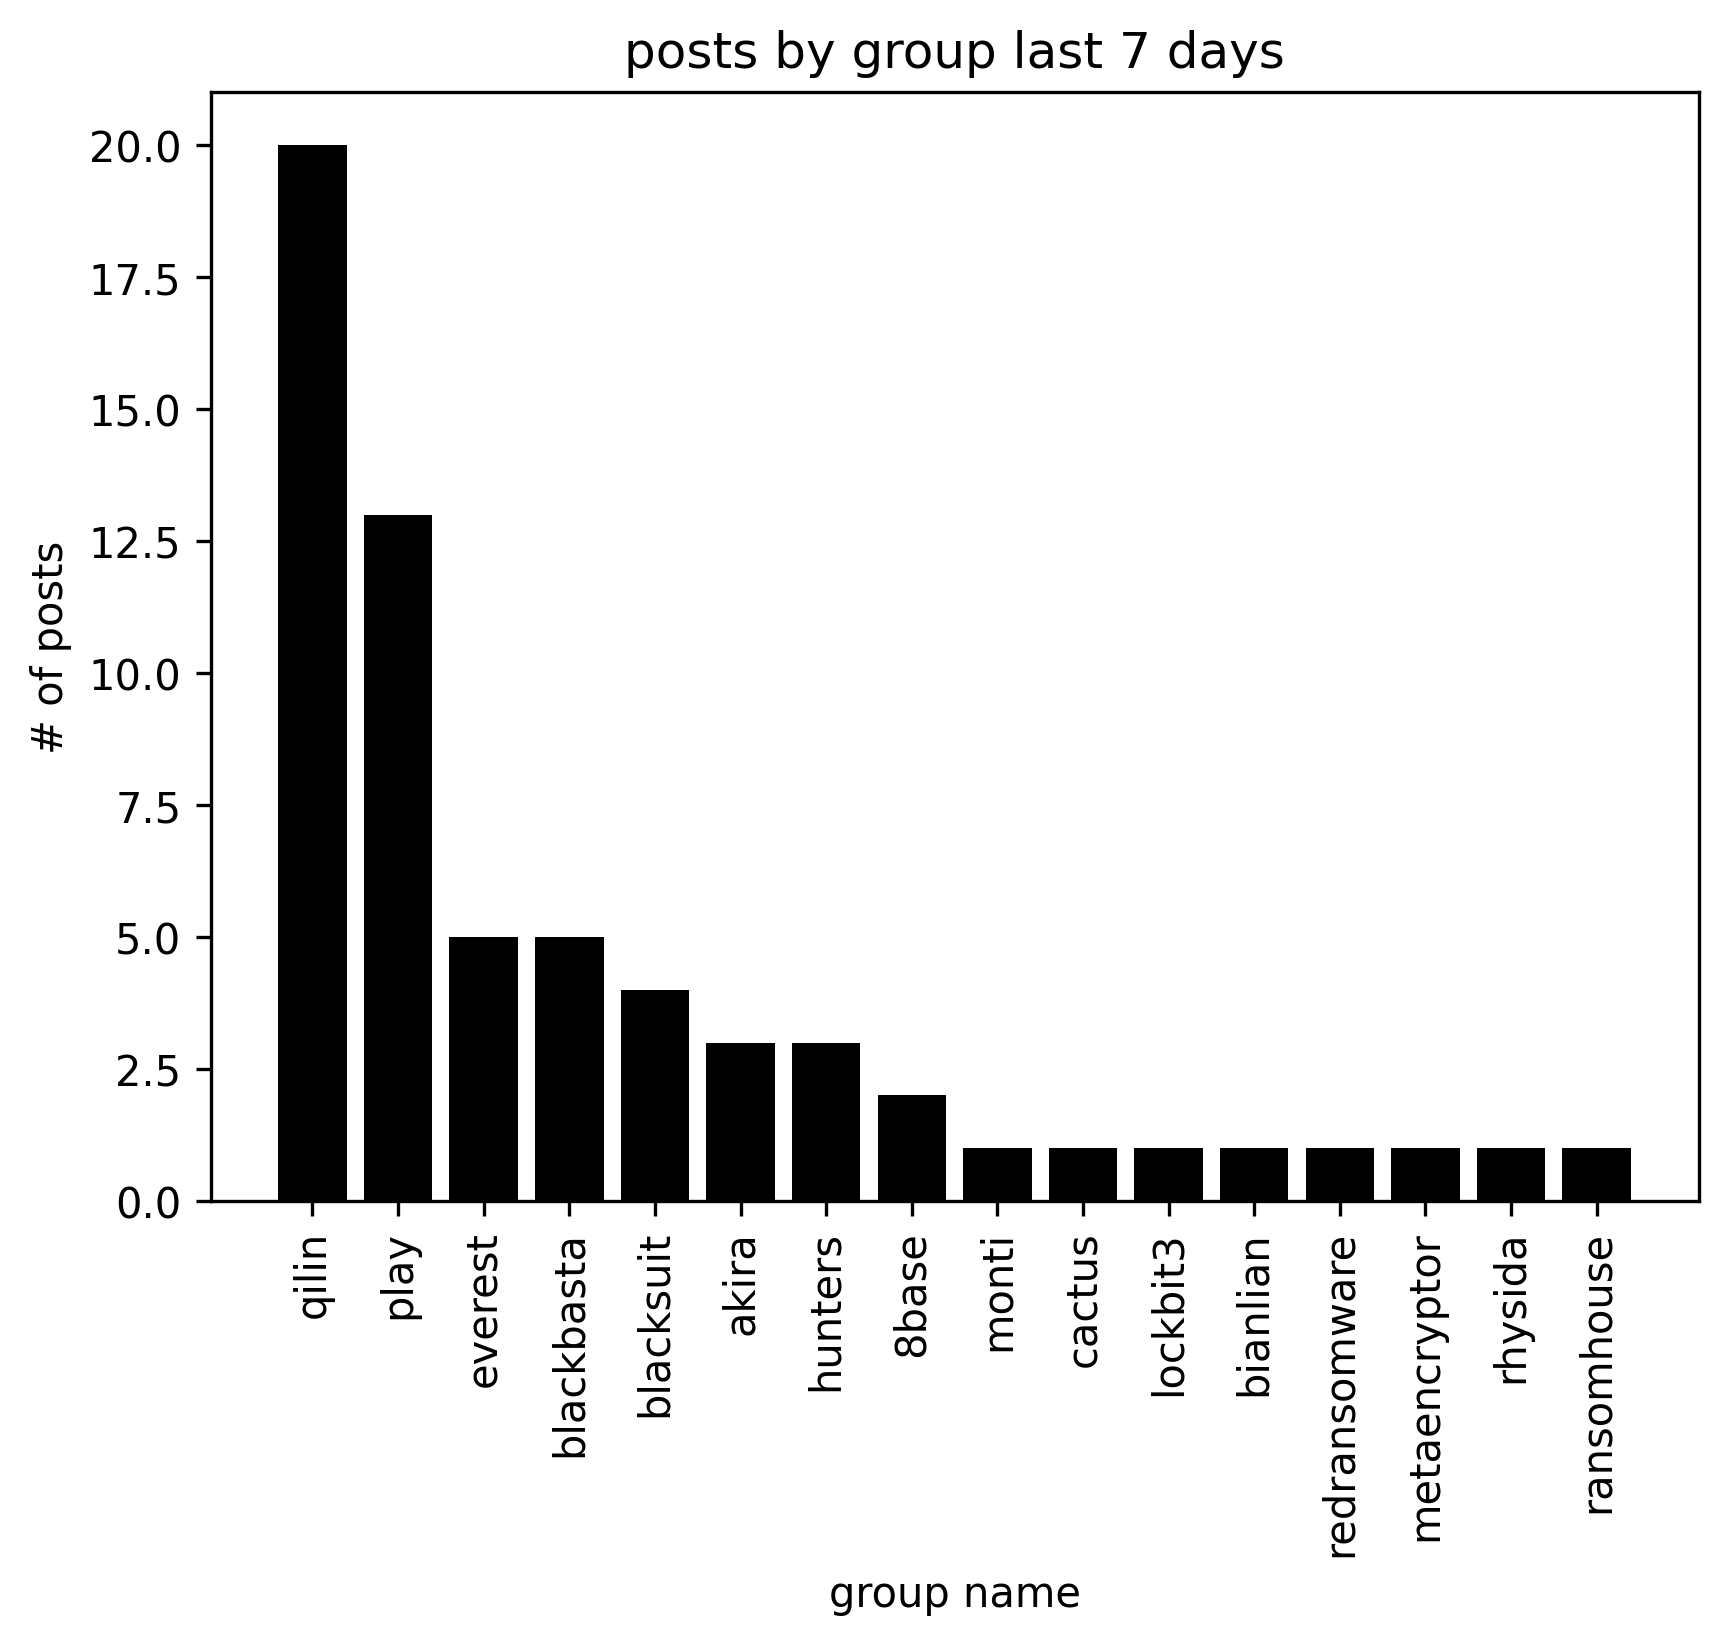 posts by group last 7 days
# of posts
20.0
17.5
15.0
12.5
10.0
7.5
5.0
2.5
0.0
qilin
play
everest
blackbasta
blacksuit
akira
hunters
8base
monti
cactus
lockbit3
bianlian
redransomware
metaencryptor
rhysida
ransomhouse
group name